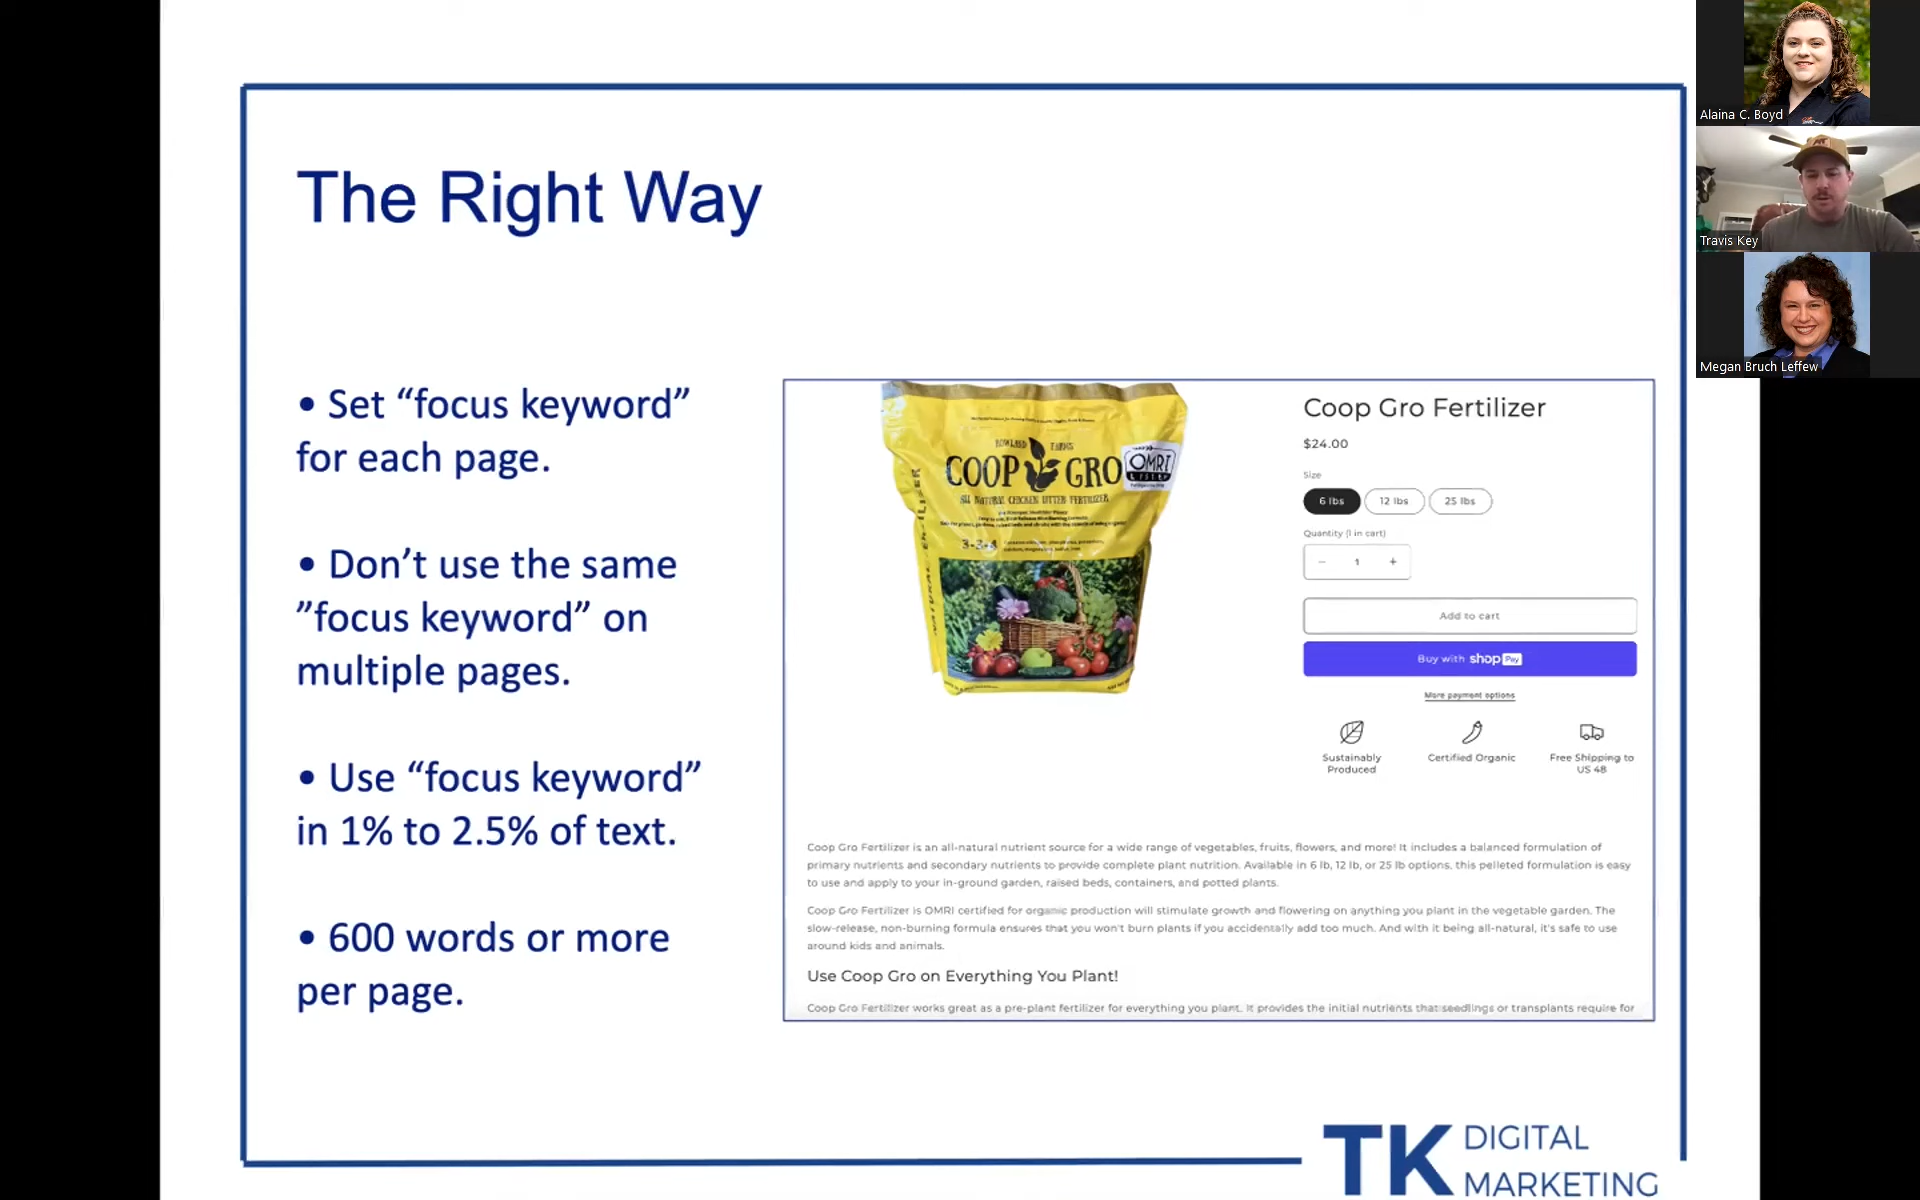 The Right Way
• Set “focus keyword”
for each page.
• Don’t use the same
”focus keyword” on
multiple pages.
• Use “focus keyword”
in 1% to 2.5% of text.
• 600 words or more
per page.
COOP GRO
ALL NATURAL CHICKEN LITTER FERTILIZER
OMRI
LISTED
3-3-4
Coop Gro Fertilizer
$24.00
Size
6 lbs
12 lbs
25 lbs
Quantity (1 in cart)
− 1 +
Add to cart
Buy with shop Pay
More payment options
Sustainably
Produced
Certified Organic
Free Shipping to
US 48
Coop Gro Fertilizer is an all-natural nutrient source for a wide range of vegetables, fruits, flowers, and more! It includes a balanced formulation of
primary nutrients and secondary nutrients to provide complete plant nutrition. Available in 6 lb, 12 lb, or 25 lb options, this pelleted formulation is easy
to use and apply to your in-ground garden, raised beds, containers, and potted plants.
Coop Gro Fertilizer is OMRI certified for organic production will stimulate growth and flowering on anything you plant in the vegetable garden. The
slow-release, non-burning formula ensures that you won't burn plants if you accidentally add too much. And with it being all-natural, it's safe to use
around kids and animals.
Use Coop Gro on Everything You Plant!
Coop Gro Fertilizer works great as a pre-plant fertilizer for everything you plant. It provides the initial nutrients that seedlings or transplants require for
TK DIGITAL
MARKETING
Alaina C. Boyd
Travis Key
Megan Bruch Leffew